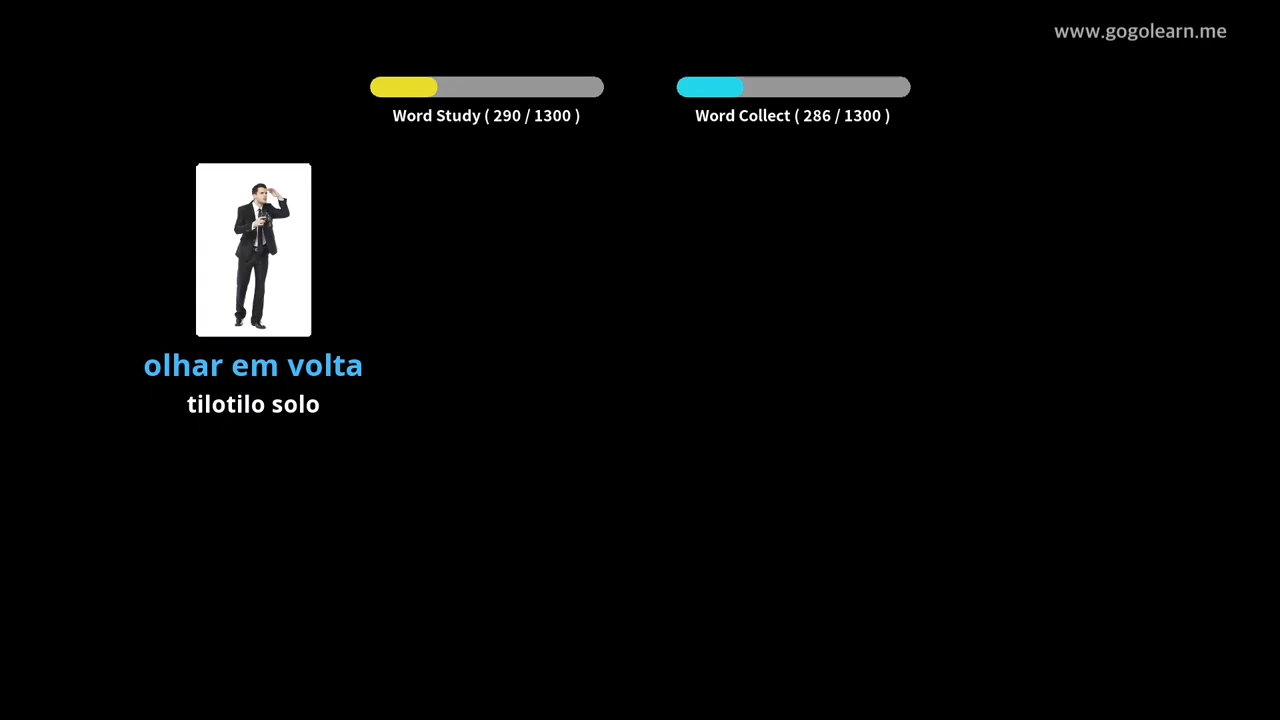 www.gogolearn.me
Word Study ( 290 / 1300 )
Word Collect ( 286 / 1300 )
olhar em volta
tilotilo solo